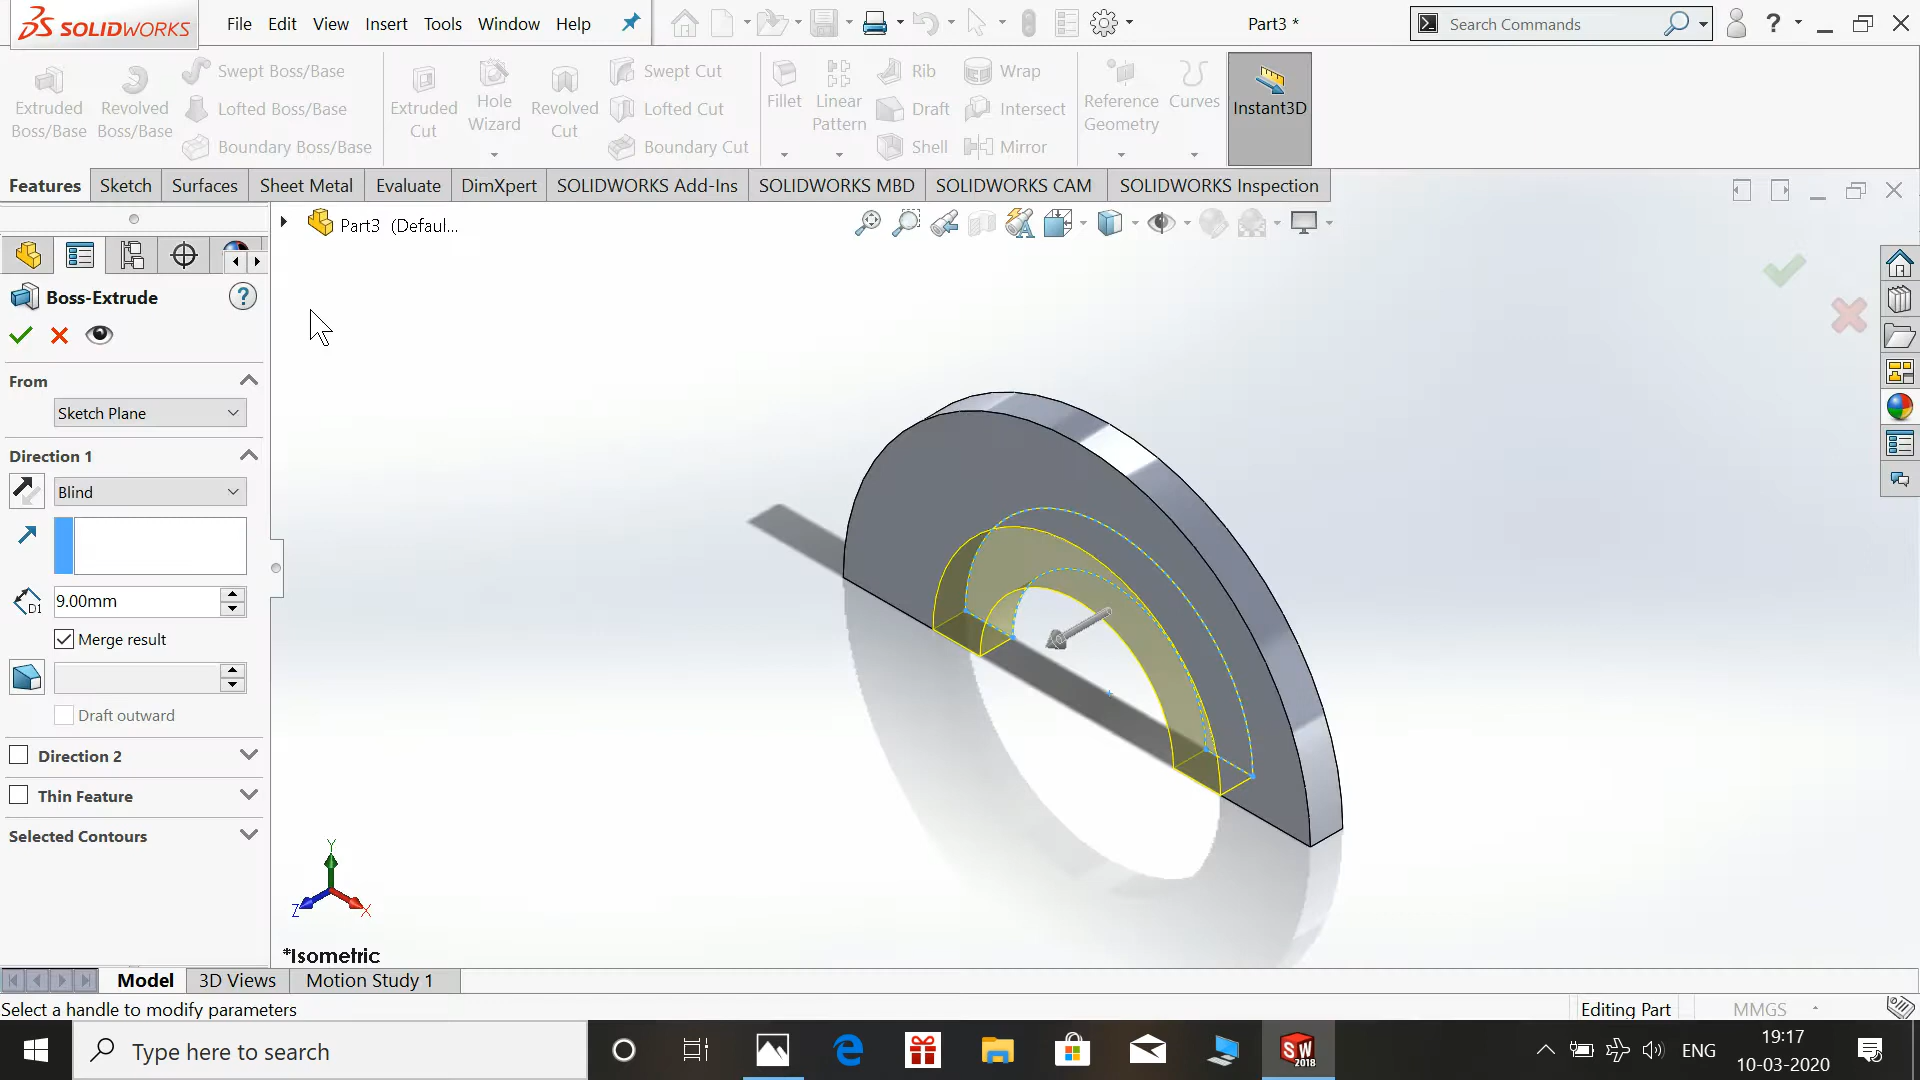 SOLIDWORKS File Edit View Insert Tools Window Help Part3 * Search Commands ?
Extruded Boss/Base
Revolved Boss/Base
Swept Boss/Base
Lofted Boss/Base
Boundary Boss/Base
Extruded Cut
Hole Wizard
Revolved Cut
Swept Cut
Lofted Cut
Boundary Cut
Fillet
Linear Pattern
Rib
Draft
Shell
Wrap
Intersect
Mirror
Reference Geometry
Curves
Instant3D
Features Sketch Surfaces Sheet Metal Evaluate DimXpert SOLIDWORKS Add-Ins SOLIDWORKS MBD SOLIDWORKS CAM SOLIDWORKS Inspection
Part3 (Defaul...
Boss-Extrude ?
From
Sketch Plane
Direction 1
Blind
D1 9.00mm
Merge result
Draft outward
Direction 2
Thin Feature
Selected Contours
Y
Z X
*Isometric
Model 3D Views Motion Study 1
Select a handle to modify parameters Editing Part MMGS
Type here to search
SW 2018
ENG
19:17
10-03-2020